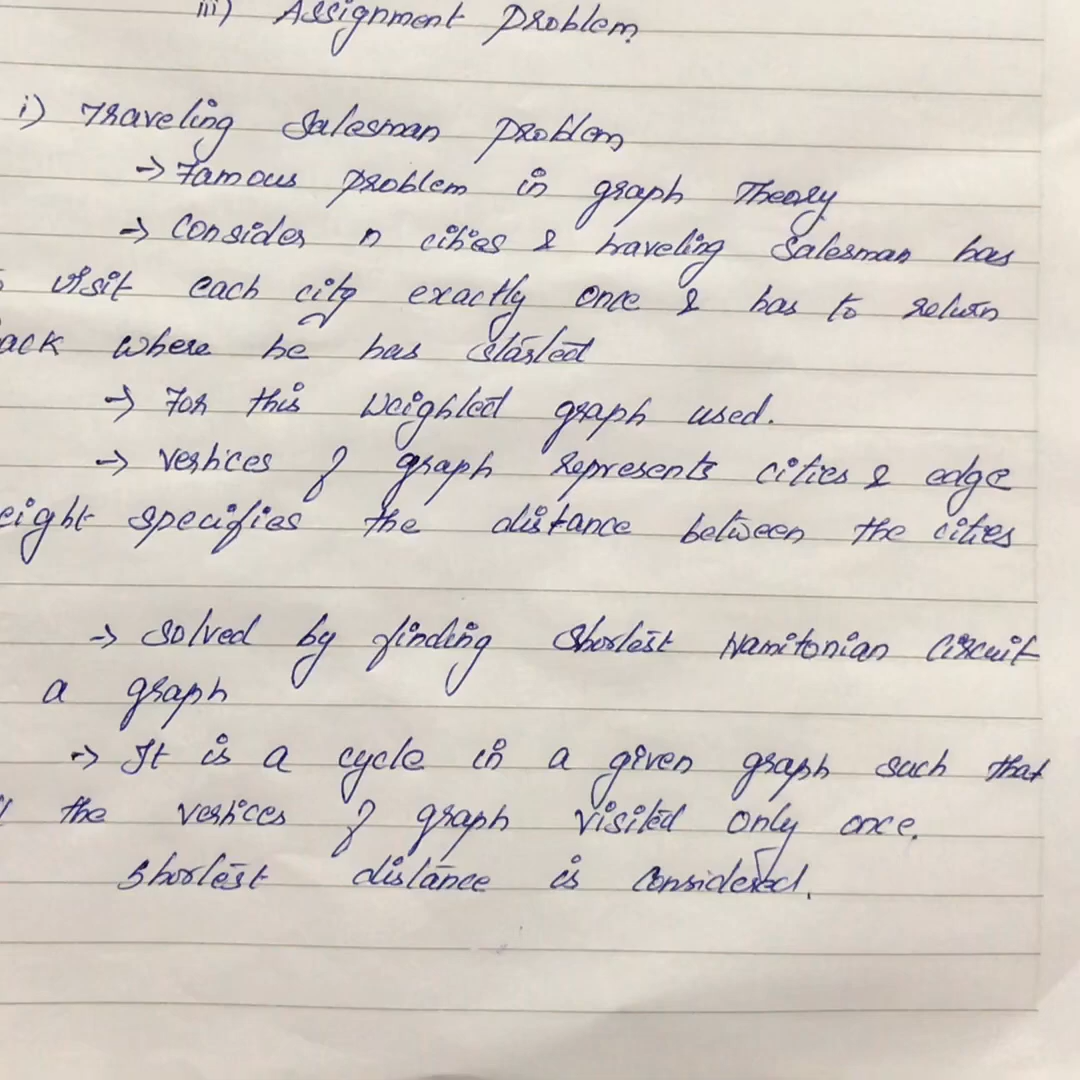 iii) Assignment Problem
i) Traveling Salesman Problem
→ Famous problem in graph Theory
→ Consider n cities & traveling Salesman has
visit each city exactly once & has to return
ack where he has started
→ For this weighted graph used.
→ vertices of graph represents cities & edge
eight specifies the distance between the cities
→ solved by finding shortest Hamitonian Circuit
a graph
→ It is a cycle in a given graph such that
the vertices of graph visited only once.
shortest distance is considered.